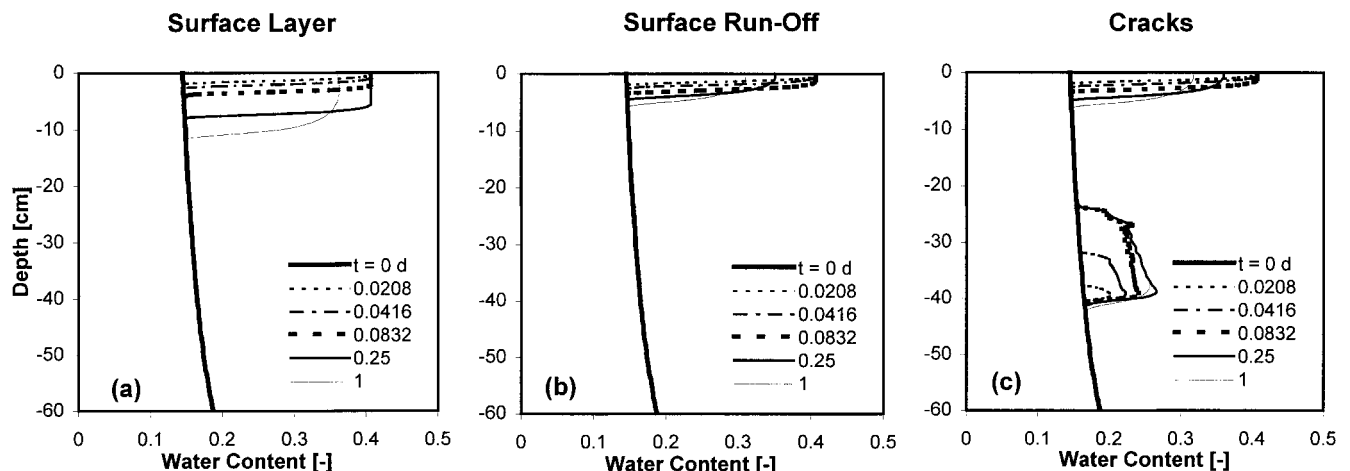 Surface Layer
0
-10
-20
-30
-40
-50
-60
Depth [cm]
t = 0 d
0.0208
0.0416
0.0832
0.25
1
(a)
0 0.1 0.2 0.3 0.4 0.5
Water Content [-]
Surface Run-Off
0
-10
-20
-30
-40
-50
-60
t = 0 d
0.0208
0.0416
0.0832
0.25
1
(b)
0 0.1 0.2 0.3 0.4 0.5
Water Content [-]
Cracks
0
-10
-20
-30
-40
-50
-60
t = 0 d
0.0208
0.0416
0.0832
0.25
1
(c)
0 0.1 0.2 0.3 0.4 0.5
Water Content [-]